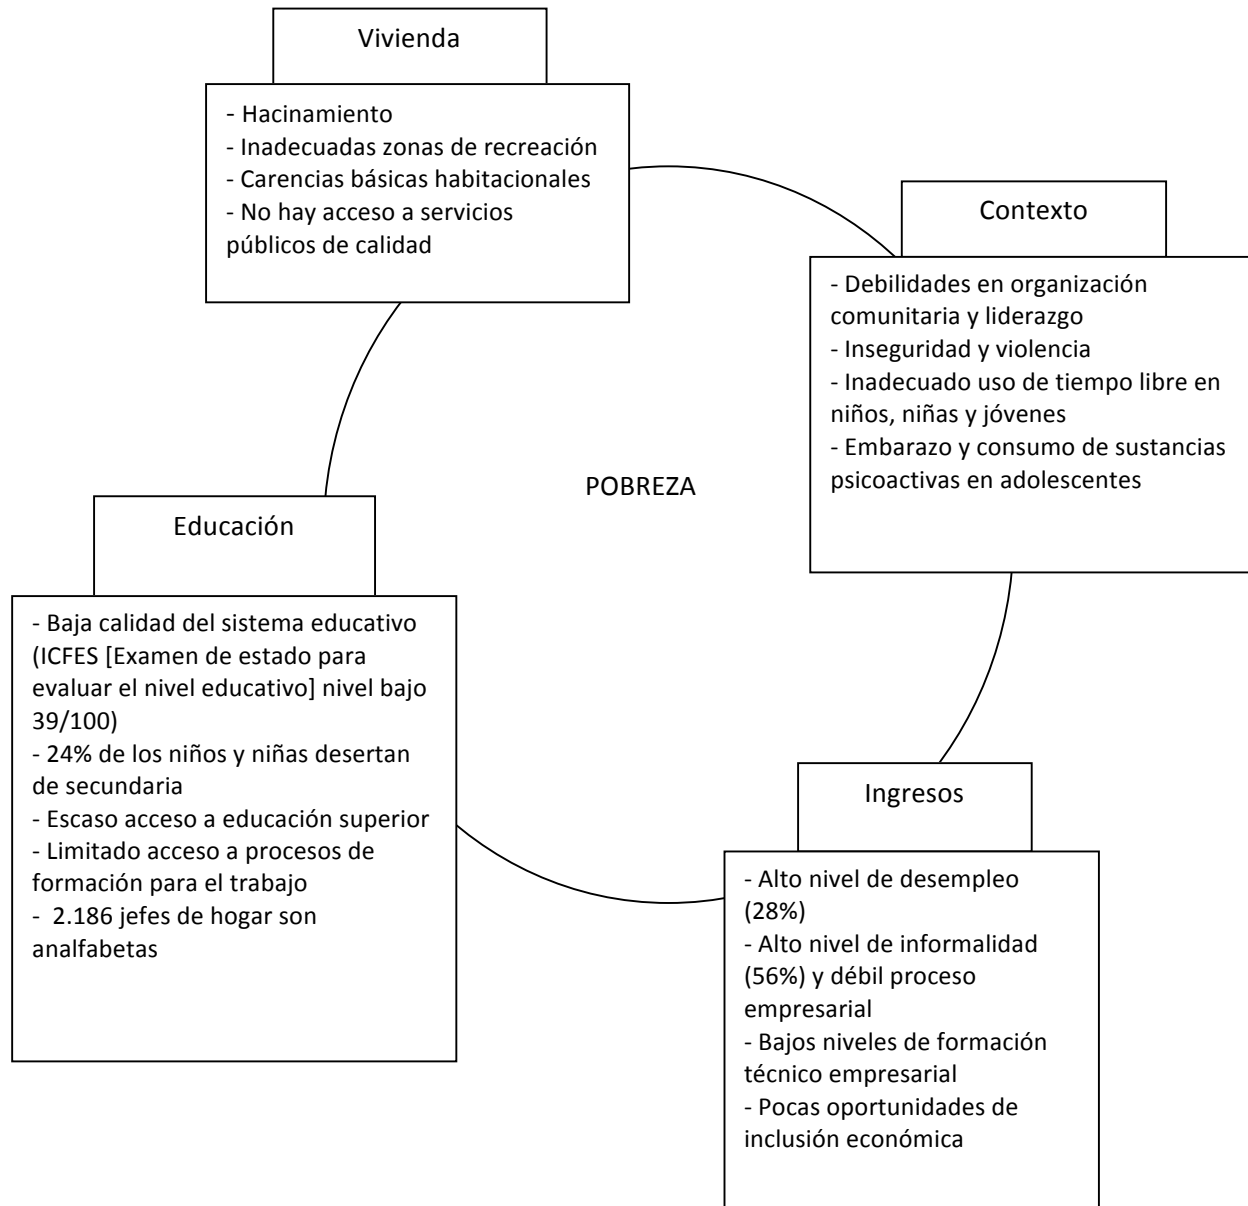 Vivienda
- Hacinamiento
- Inadecuadas zonas de recreación
- Carencias básicas habitacionales
- No hay acceso a servicios
públicos de calidad
Contexto
- Debilidades en organización
comunitaria y liderazgo
- Inseguridad y violencia
- Inadecuado uso de tiempo libre en
niños, niñas y jóvenes
- Embarazo y consumo de sustancias
psicoactivas en adolescentes
POBREZA
Educación
- Baja calidad del sistema educativo
(ICFES [Examen de estado para
evaluar el nivel educativo] nivel bajo
39/100)
- 24% de los niños y niñas desertan
de secundaria
- Escaso acceso a educación superior
- Limitado acceso a procesos de
formación para el trabajo
- 2.186 jefes de hogar son
analfabetas
Ingresos
- Alto nivel de desempleo
(28%)
- Alto nivel de informalidad
(56%) y débil proceso
empresarial
- Bajos niveles de formación
técnico empresarial
- Pocas oportunidades de
inclusión económica